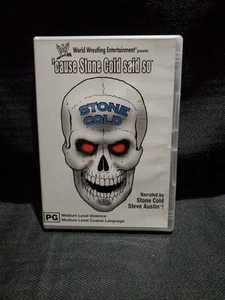 World Wrestling Entertainment presents
"'cause Stone Cold said so"
STONE
COLD
Narrated by
Stone Cold
Steve Austin
PG
Medium Level Violence
Medium Level Coarse Language